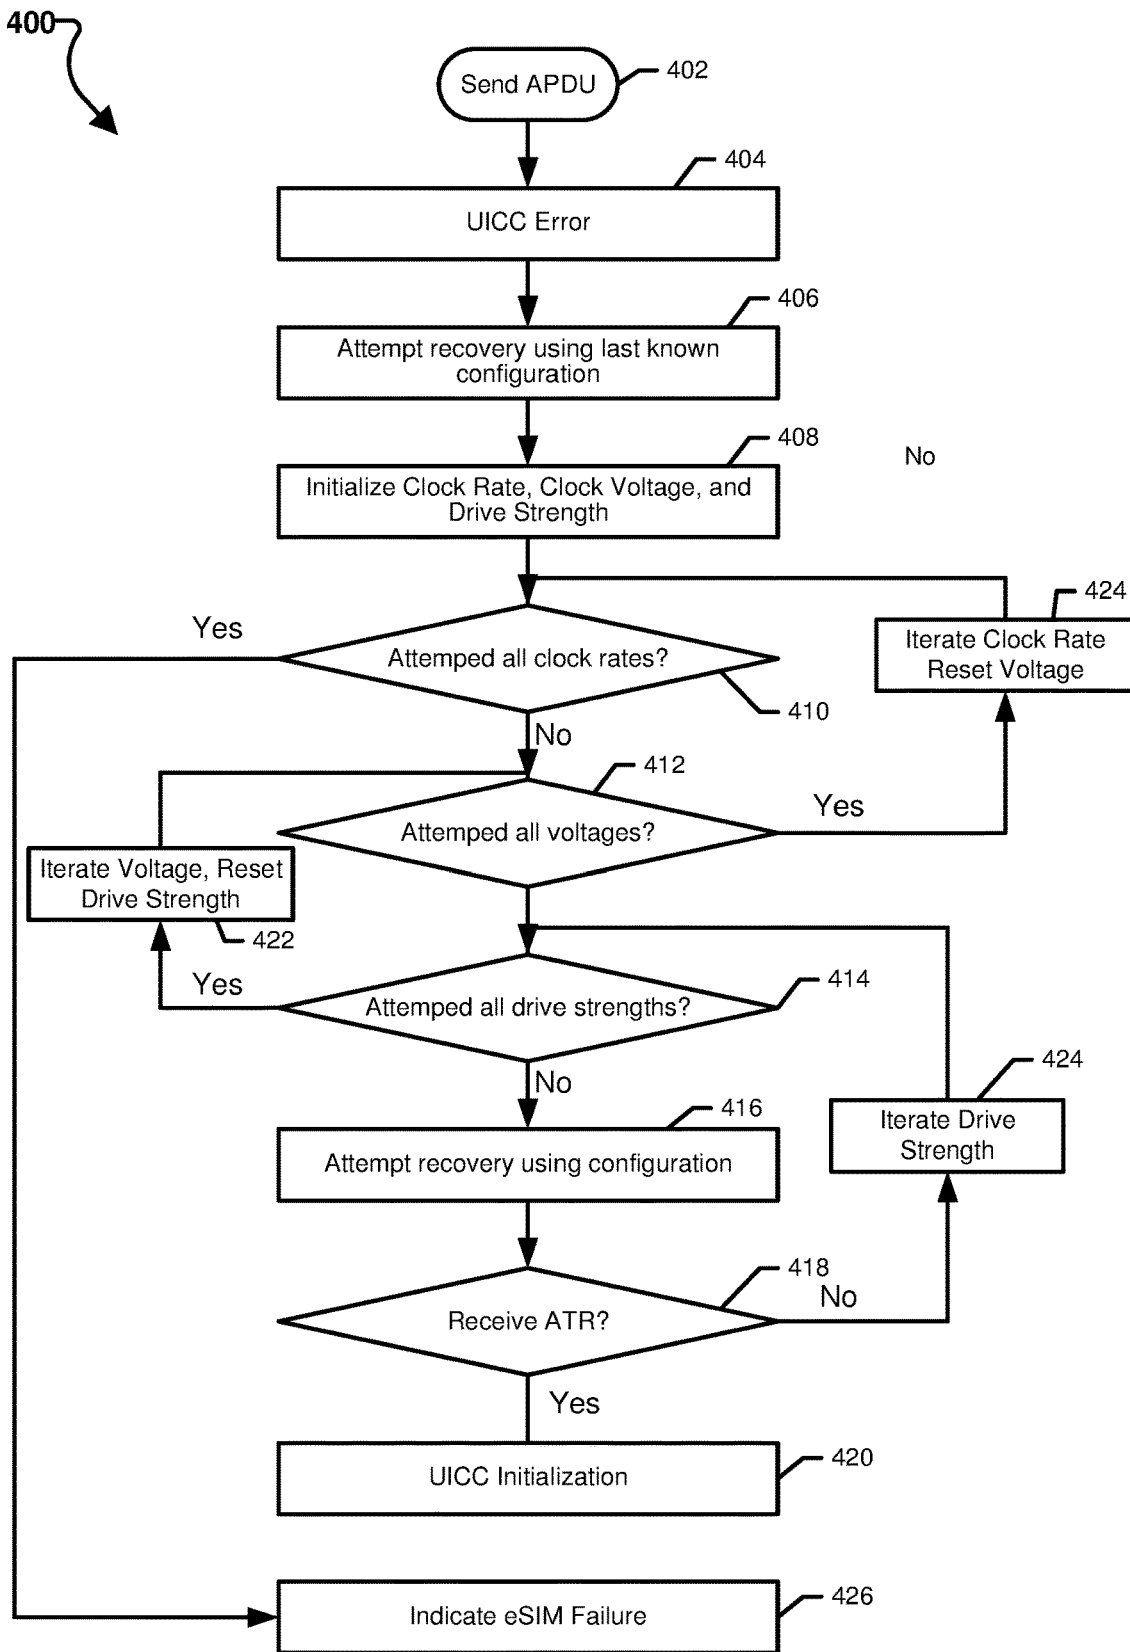 400
Send APDU
402
404
UICC Error
406
Attempt recovery using last known
configuration
408
No
Initialize Clock Rate, Clock Voltage, and
Drive Strength
424
Yes
Iterate Clock Rate
Reset Voltage
Attemped all clock rates?
410
No
412
Yes
Attemped all voltages?
Iterate Voltage, Reset
Drive Strength
422
Yes
414
Attemped all drive strengths?
No
424
416
Iterate Drive
Strength
Attempt recovery using configuration
418
No
Receive ATR?
Yes
420
UICC Initialization
426
Indicate eSIM Failure